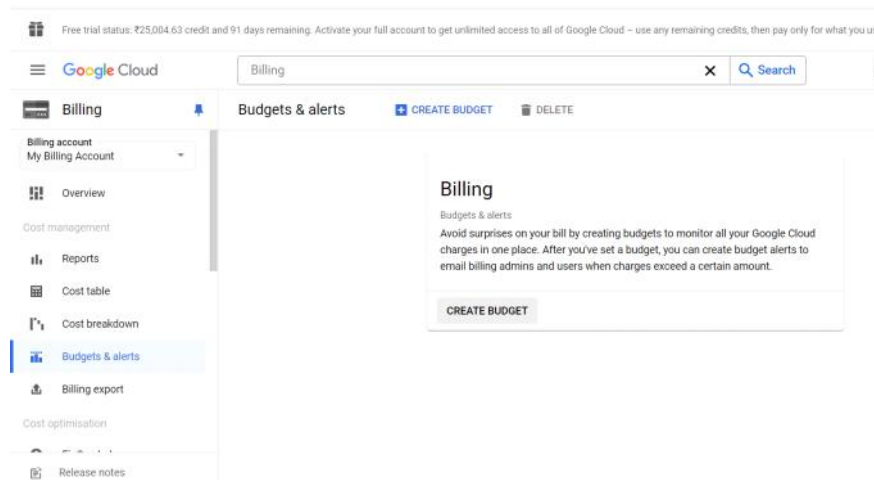 Free trial status: ₹25,004.63 credit and 91 days remaining. Activate your full account to get unlimited access to all of Google Cloud – use any remaining credits, then pay only for what you
Google Cloud
Billing
Search
Billing
Budgets & alerts
CREATE BUDGET
DELETE
Billing account
My Billing Account
Overview
Cost management
Reports
Cost table
Cost breakdown
Budgets & alerts
Billing export
Cost optimisation
Release notes
Billing
Budgets & alerts
Avoid surprises on your bill by creating budgets to monitor all your Google Cloud
charges in one place. After you've set a budget, you can create budget alerts to
email billing admins and users when charges exceed a certain amount.
CREATE BUDGET